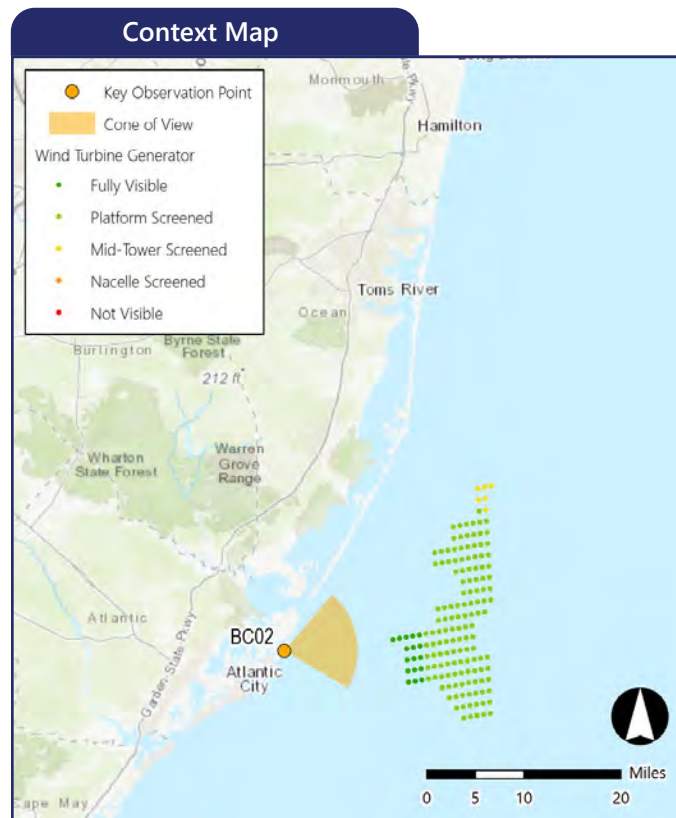 Context Map
Key Observation Point
Cone of View
Wind Turbine Generator
Fully Visible
Platform Screened
Mid-Tower Screened
Nacelle Screened
Not Visible
Monmouth
Pkwy
Hamilton
Toms River
Ocean
Burlington
Byrne State
Forest
212 ft
Wharton
State Forest
Warren
Grove
Range
Atlantic
Garden State Pkwy
BC02
Atlantic
City
Cape May
Miles
0 5 10 20